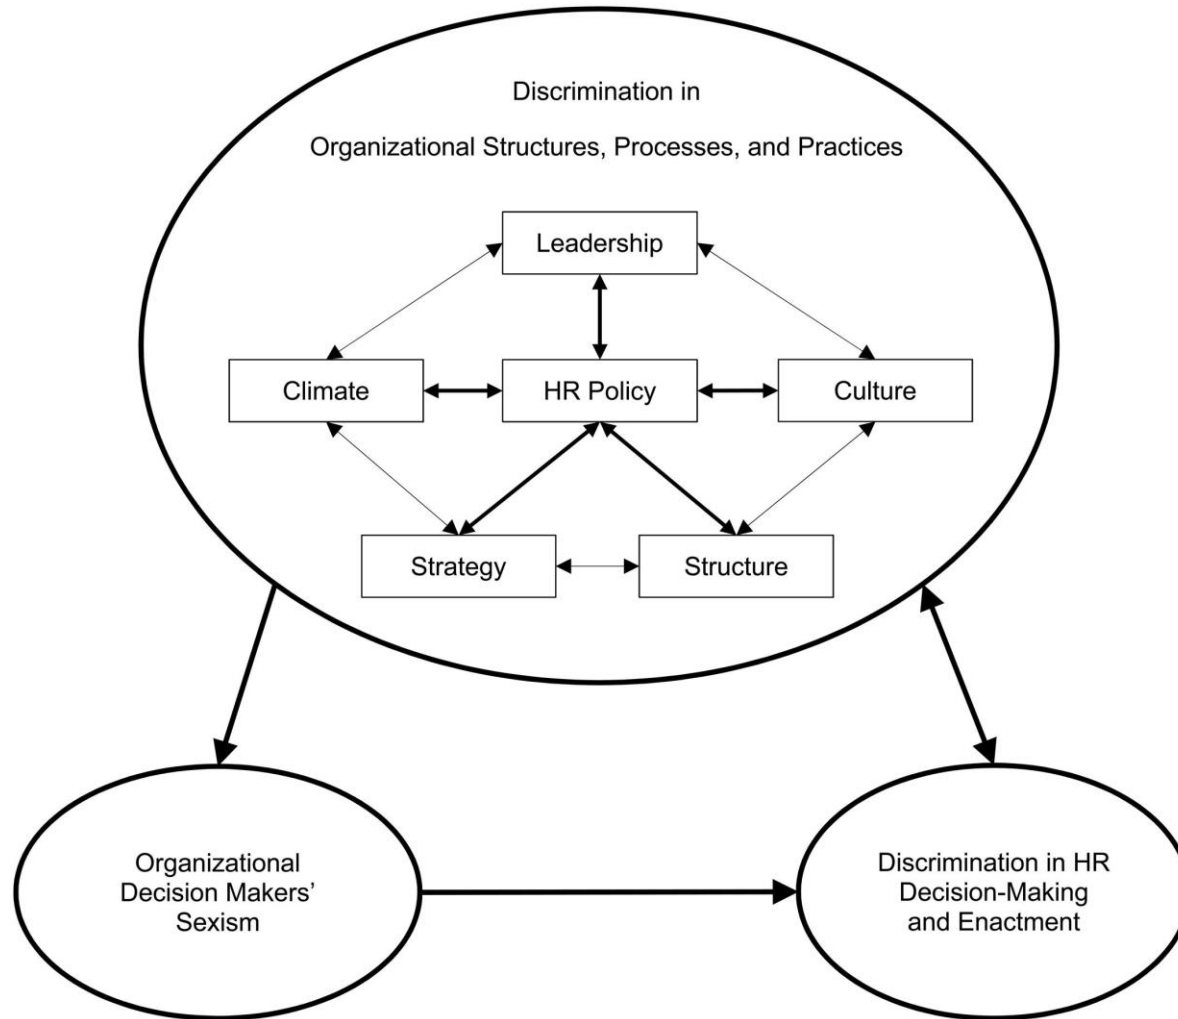 Discrimination in
Organizational Structures, Processes, and Practices
Leadership
Climate
HR Policy
Culture
Strategy
Structure
Organizational
Decision Makers’
Sexism
Discrimination in HR
Decision-Making
and Enactment